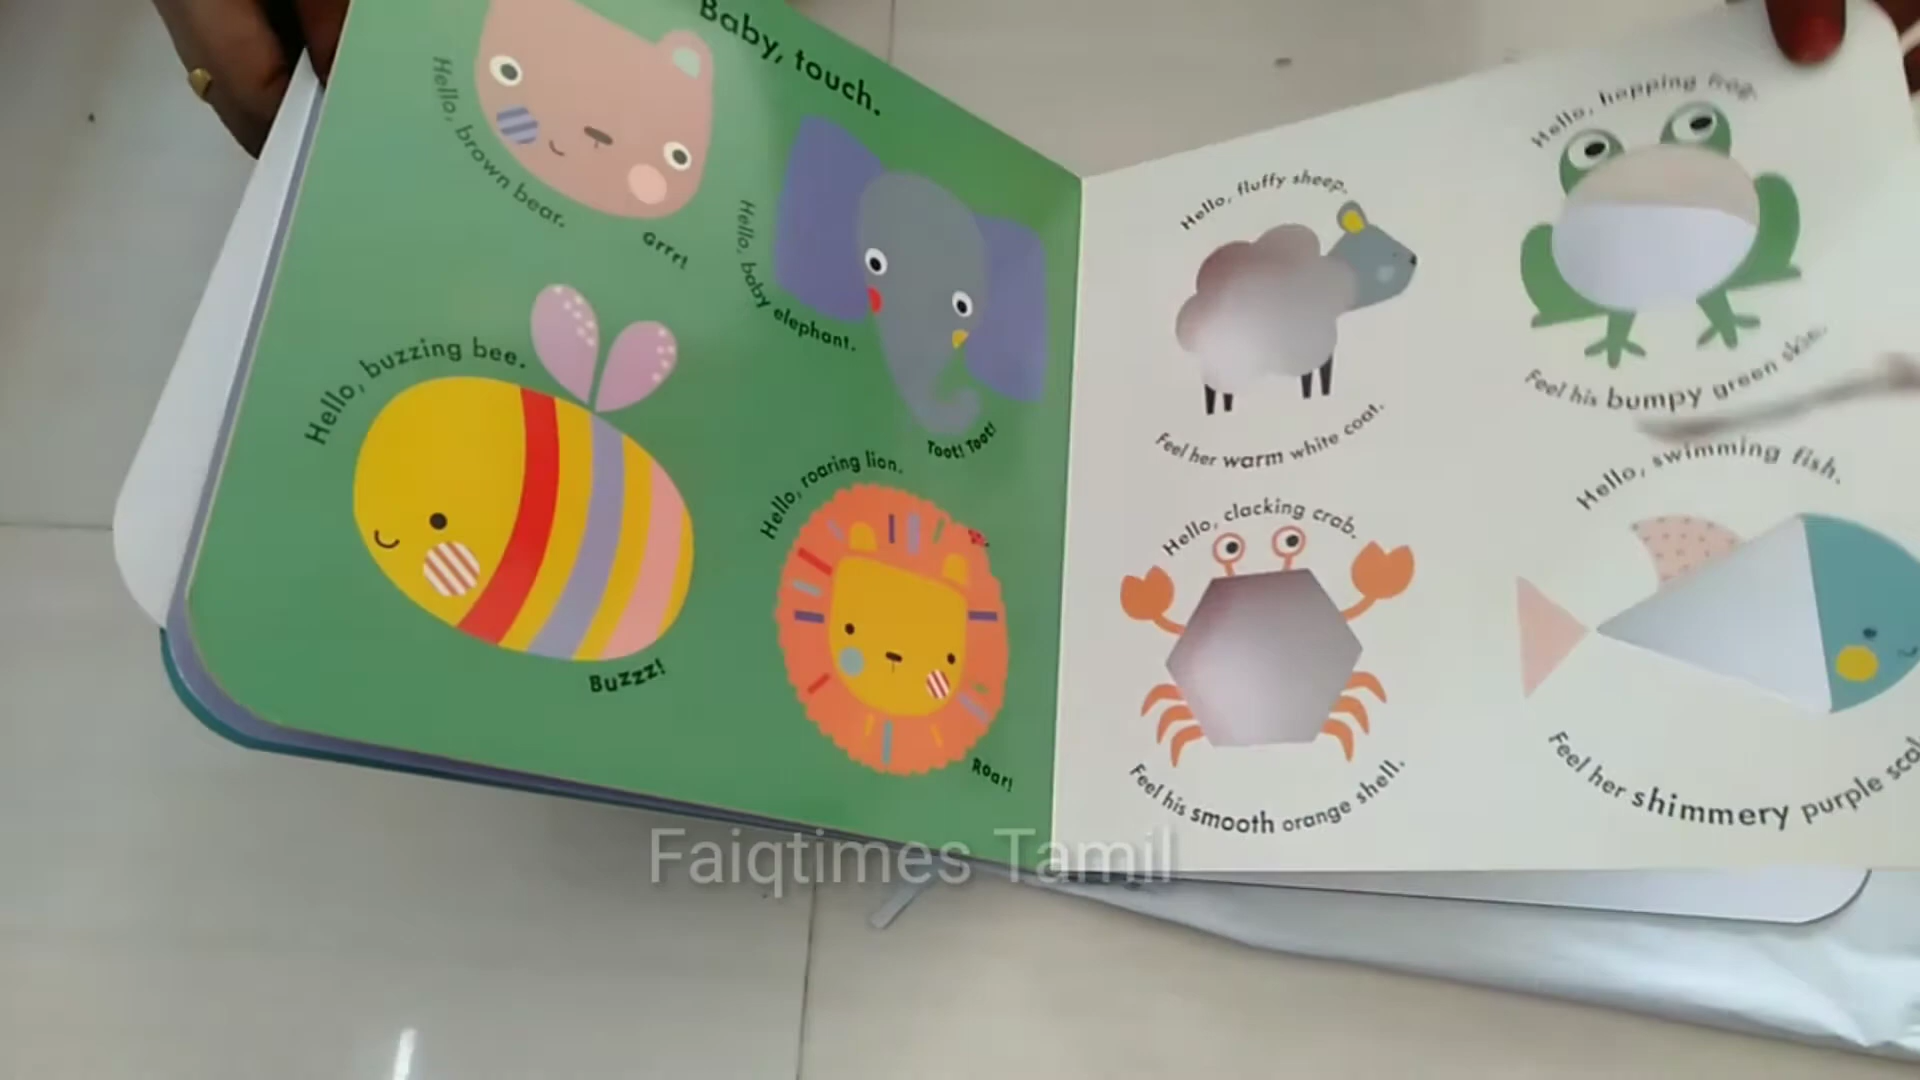 Baby, touch.
Hello, brown bear.
Grrr!
Hello, baby elephant.
Toot! Toot!
Hello, buzzing bee.
Buzzz!
Hello, roaring lion.
Roar!
Hello, fluffy sheep.
Feel her warm white coat.
Hello, hopping frog.
Feel his bumpy green skin.
Hello, clacking crab.
Feel his smooth orange shell.
Hello, swimming fish.
Feel her shimmery purple
Faiqtimes Tamil